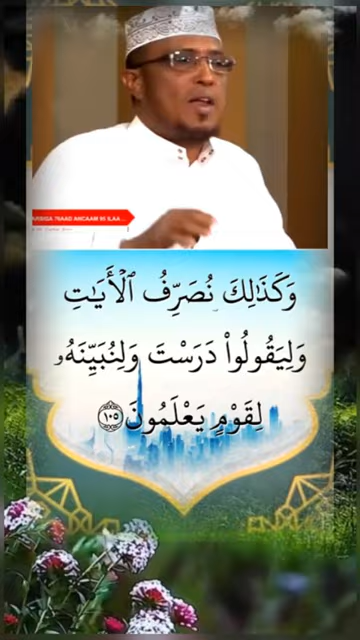 وَكَذَٰلِكَ نُصَرِّفُ ٱلْأَيَـٰتِ
وَلِيَقُولُوا۟ دَرَسْتَ وَلِنُبَيِّنَهُۥ
لِقَوْمٍ يَعْلَمُونَ ١٠٥